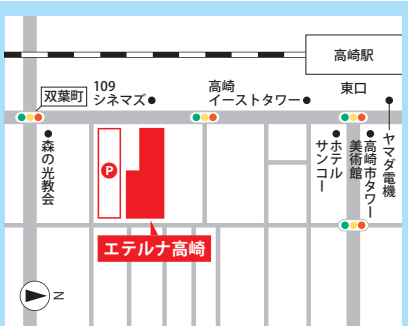 高崎駅
東口
109
シネマズ
高崎
イーストタワー
双葉町
ヤマダ電機
高崎市タワー
美術館
ホテル
サンコー
森の光教会
P
エテルナ高崎
N